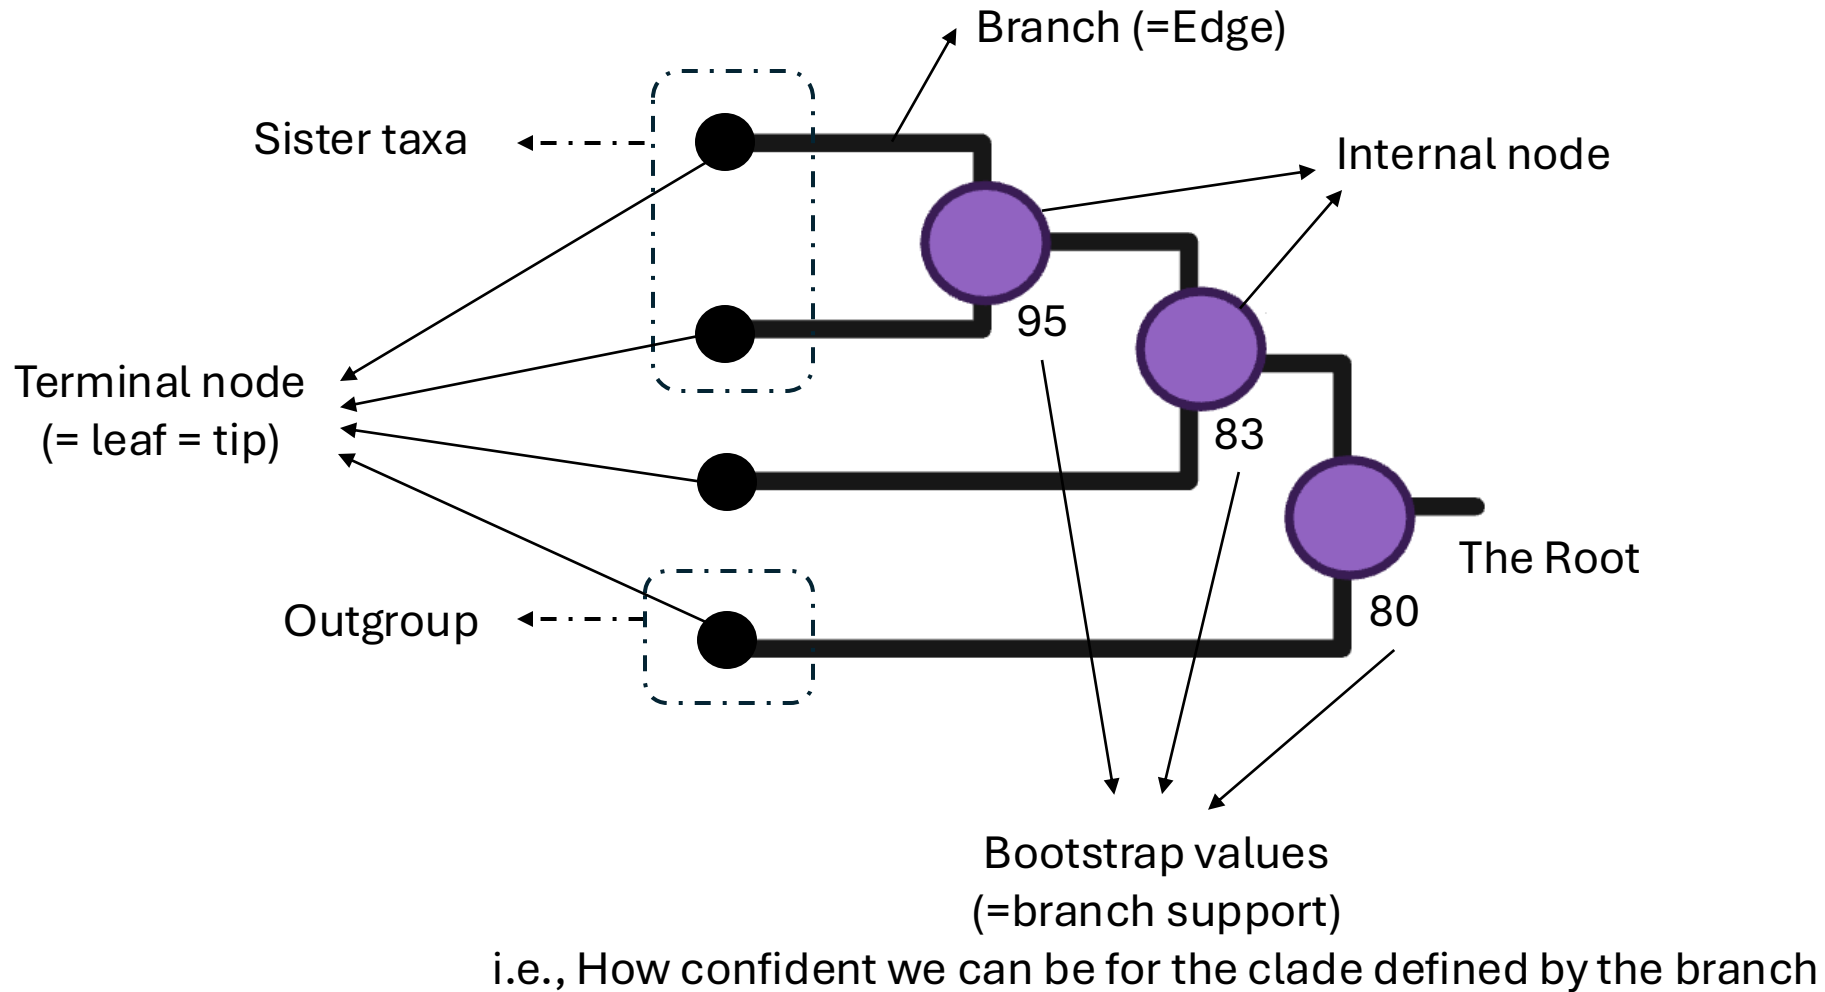 Branch (=Edge)
Sister taxa
Internal node
95
Terminal node
(= leaf = tip)
83
The Root
Outgroup
80
Bootstrap values
(=branch support)
i.e., How confident we can be for the clade defined by the branch